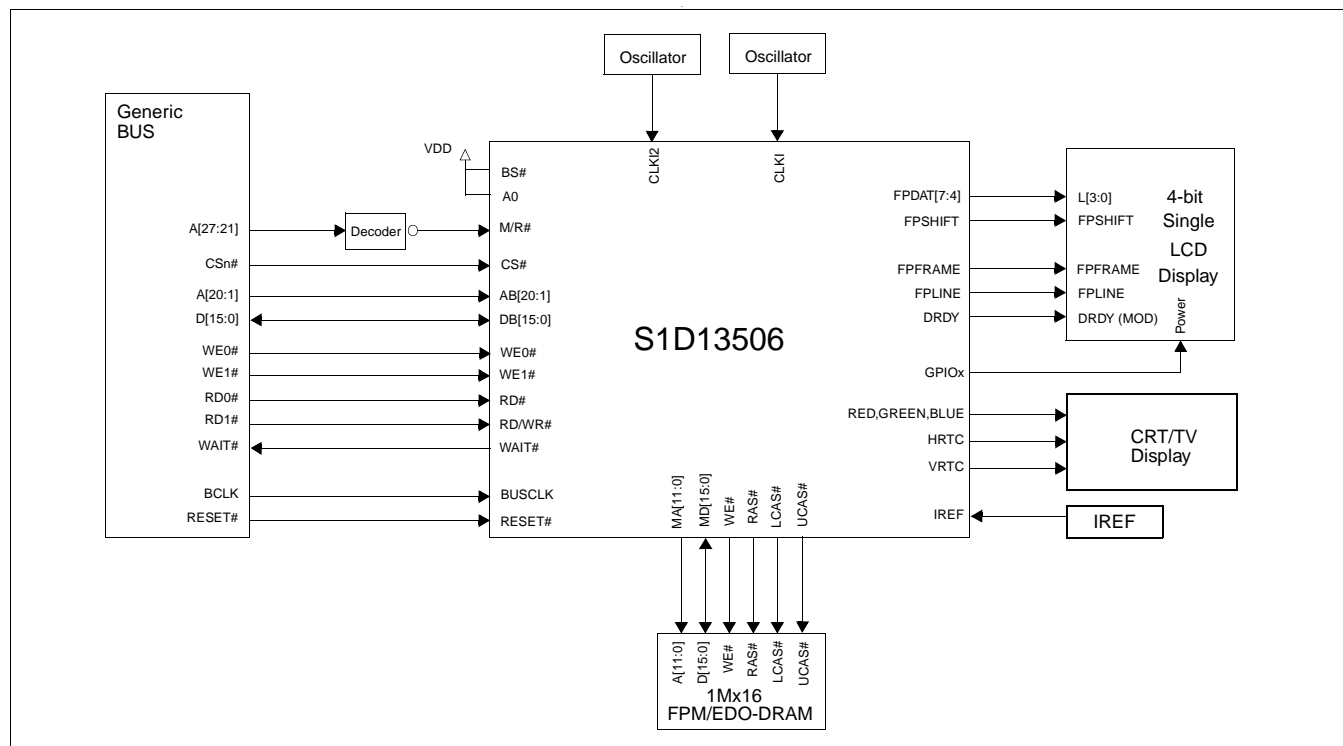 Oscillator
Oscillator
Generic
BUS
VDD
BS#
A0
CLKI2
CLKI
A[27:21]
Decoder
M/R#
CSn#
CS#
A[20:1]
AB[20:1]
D[15:0]
DB[15:0]
WE0#
WE0#
WE1#
WE1#
RD0#
RD#
RD1#
RD/WR#
WAIT#
WAIT#
BCLK
BUSCLK
RESET#
RESET#
S1D13506
FPDAT[7:4]
FPSHIFT
FPFRAME
FPLINE
DRDY
GPIOx
RED,GREEN,BLUE
HRTC
VRTC
IREF
L[3:0]
FPSHIFT
FPFRAME
FPLINE
DRDY (MOD)
4-bit
Single
LCD
Display
Power
CRT/TV
Display
IREF
MA[11:0]
MD[15:0]
WE#
RAS#
LCAS#
UCAS#
A[11:0]
D[15:0]
WE#
RAS#
LCAS#
UCAS#
1Mx16
FPM/EDO-DRAM